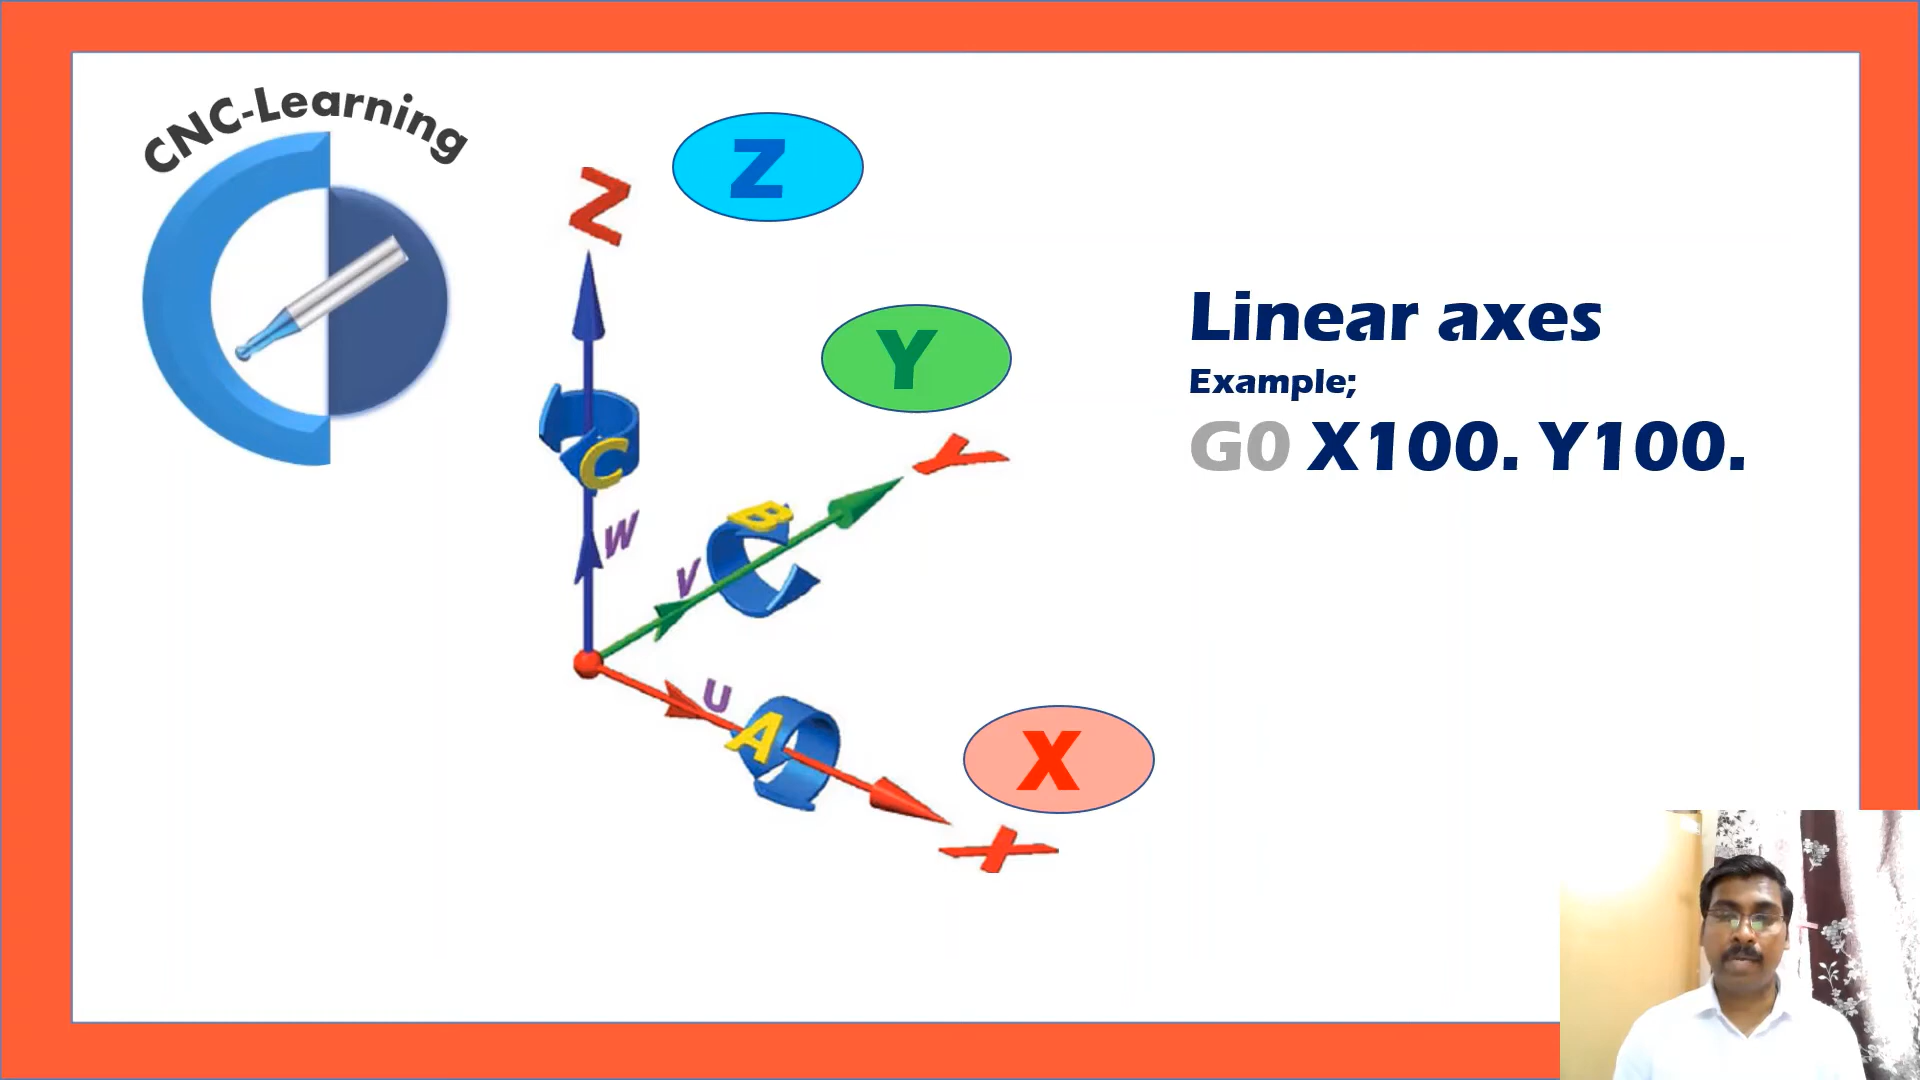 CNC-Learning
Z
Z
Y
Linear axes
Example;
G0 X100. Y100.
Y
C
B
W
V
U
A
X
X